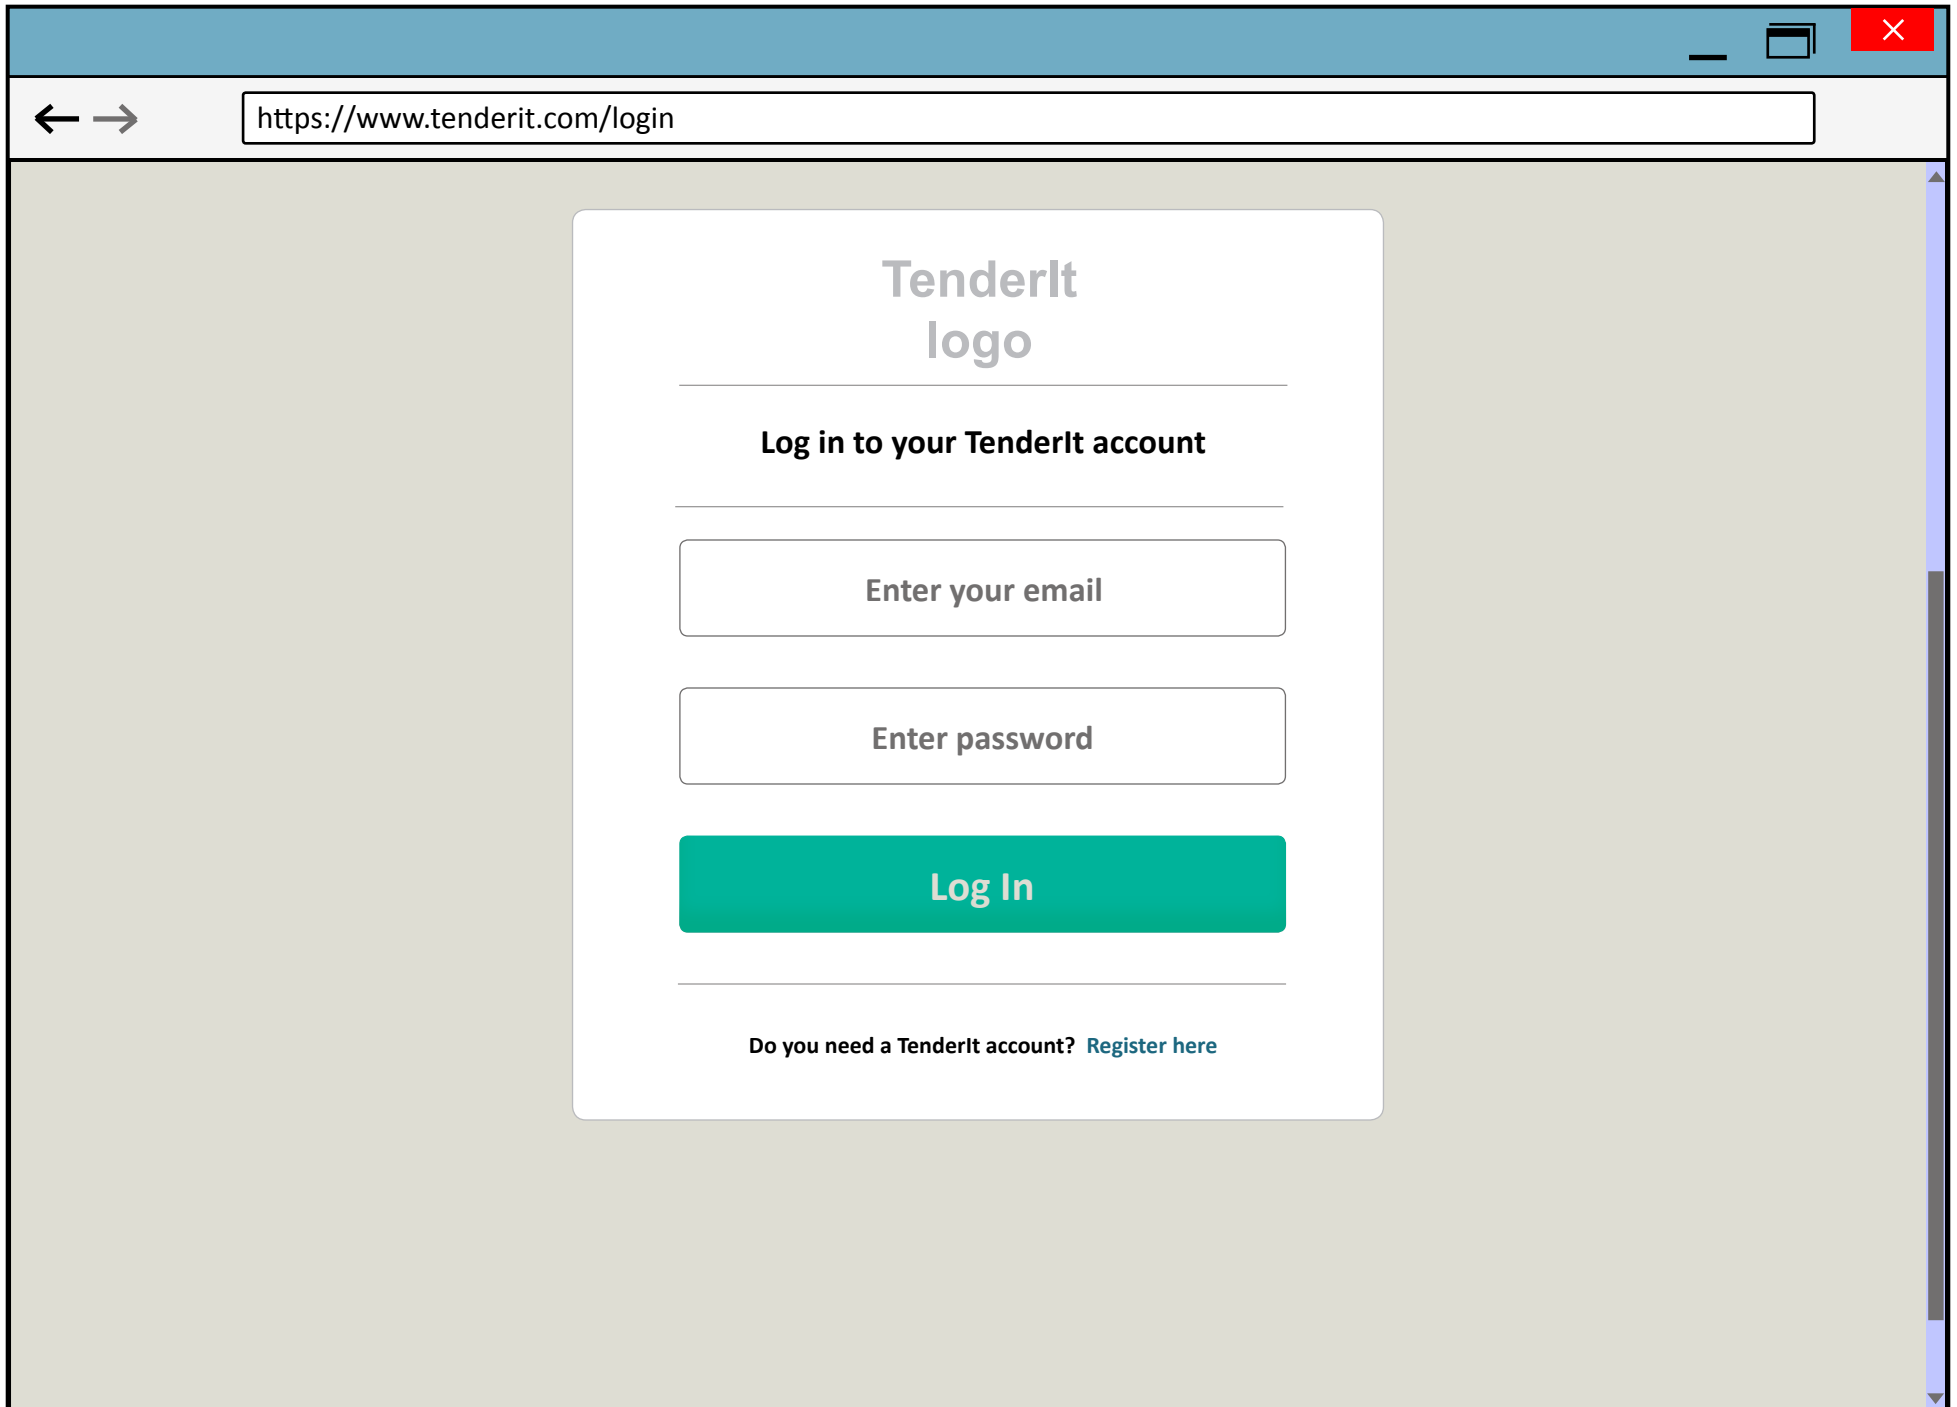 https://www.tenderit.com/login
TenderIt
logo
Log in to your TenderIt account
Enter your email
Enter password
Log In
Do you need a TenderIt account? Register here